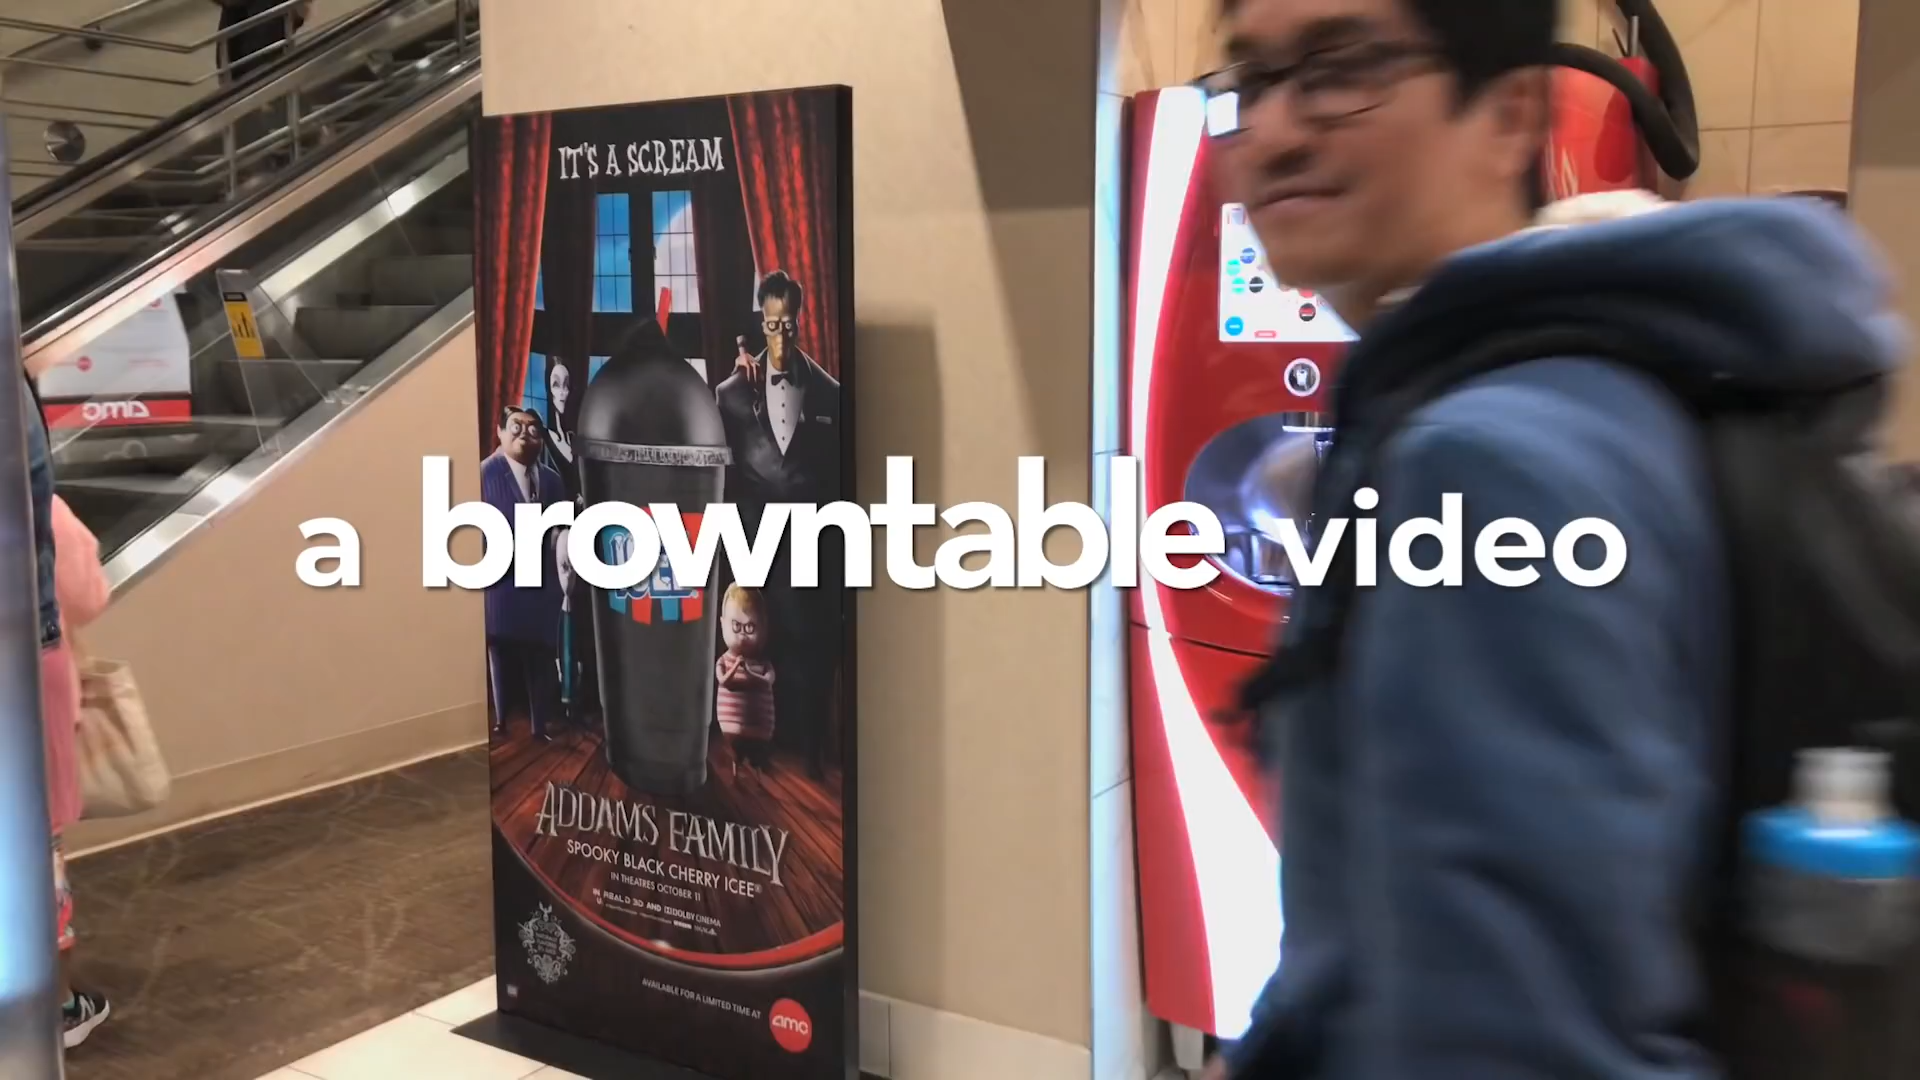 IT'S A SCREAM
a browntable video
ICEE
ADDAMS FAMILY
SPOOKY BLACK CHERRY ICEE®
IN THEATRES OCTOBER 11
IN REALD 3D AND DOLBY CINEMA
AVAILABLE FOR A LIMITED TIME AT
amc